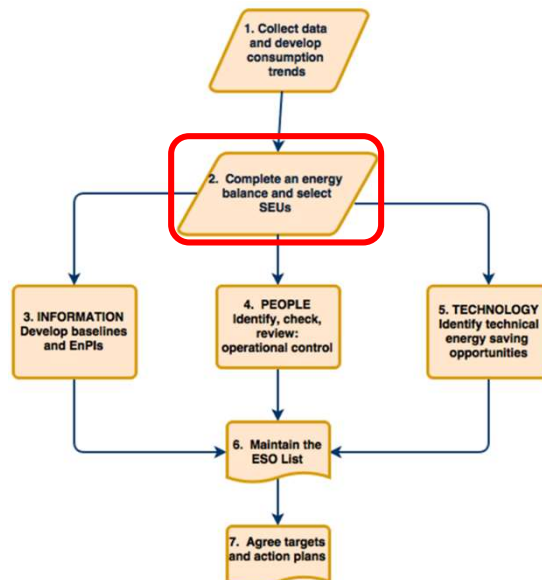 1. Collect data
and develop
consumption
trends
2. Complete an energy
balance and select
SEUs
3. INFORMATION
Develop baselines
and EnPIs
4. PEOPLE
Identify, check,
review:
operational control
5. TECHNOLOGY
Identify technical
energy saving
opportunities
6. Maintain the
ESO List
7. Agree targets
and action plans